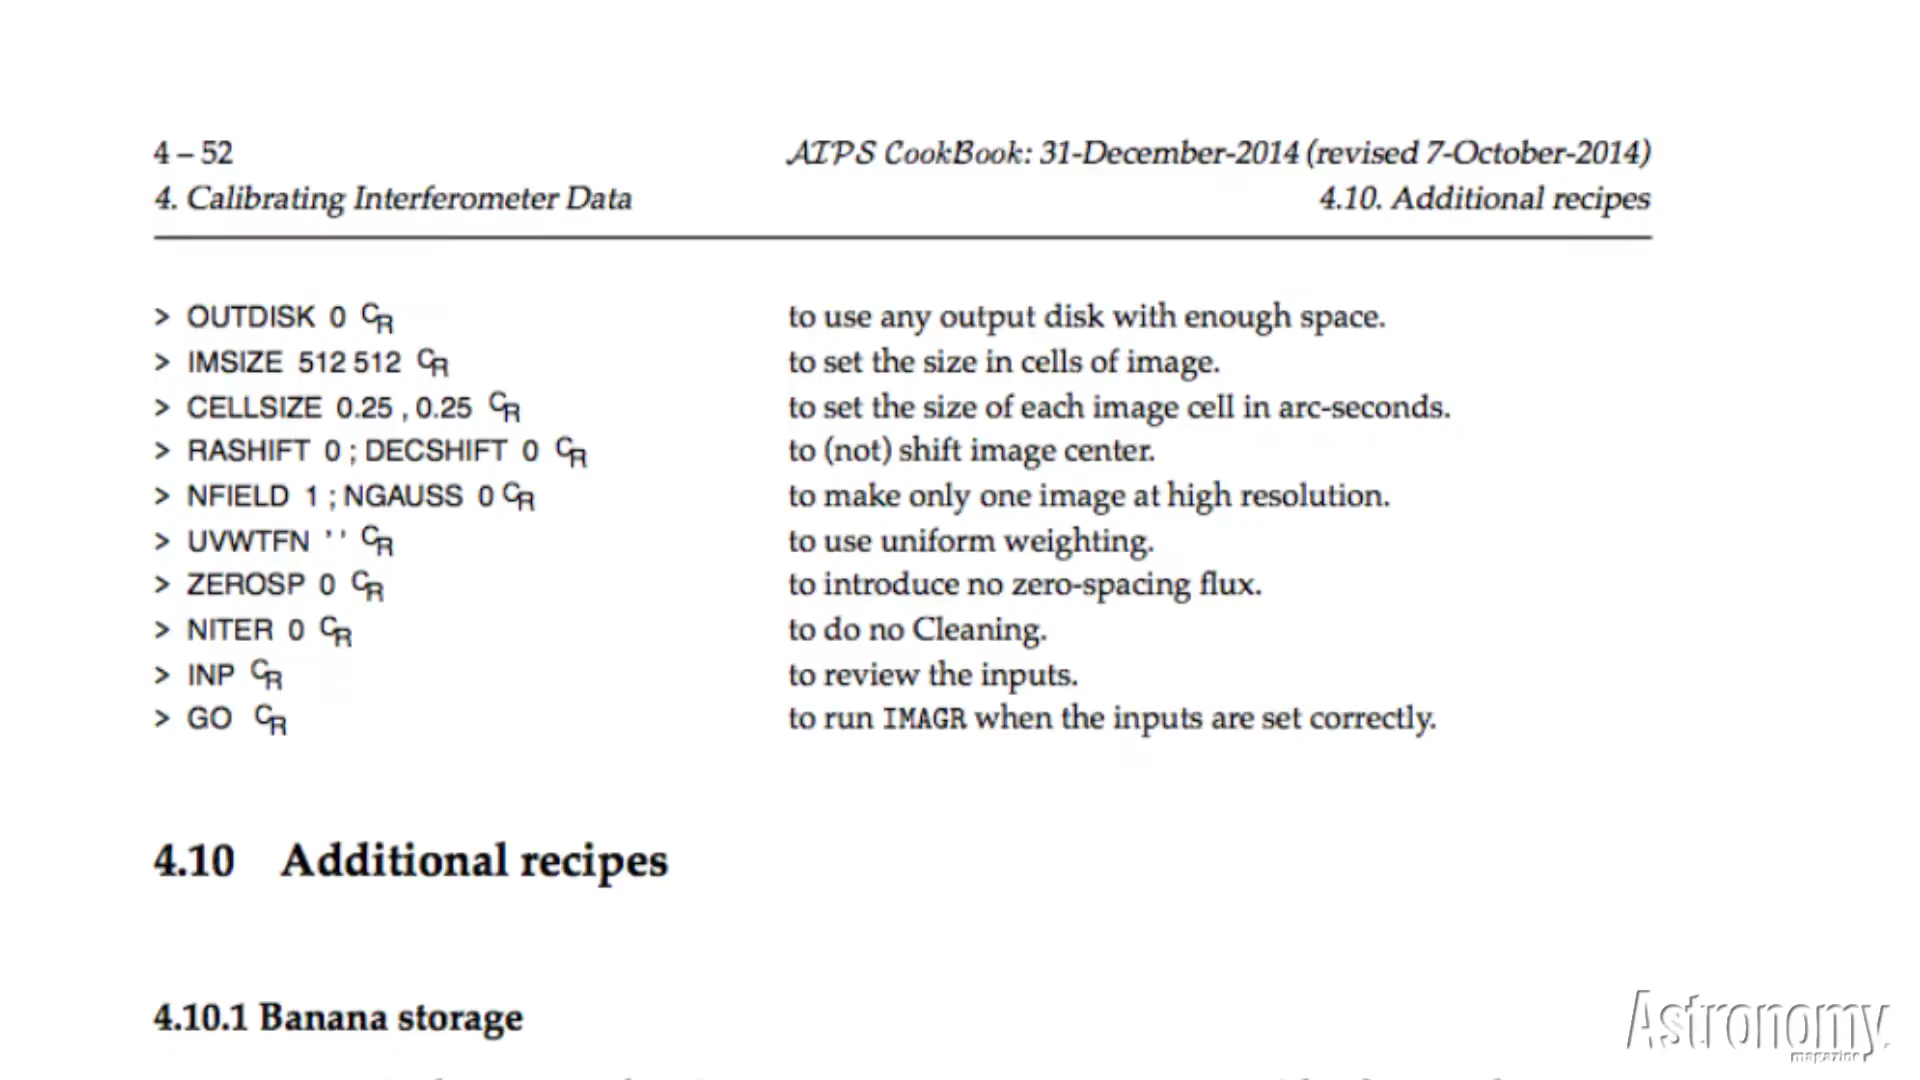 4 – 52 AIPS CookBook: 31-December-2014 (revised 7-October-2014)
4. Calibrating Interferometer Data 4.10. Additional recipes
> OUTDISK 0 CR to use any output disk with enough space.
> IMSIZE 512 512 CR to set the size in cells of image.
> CELLSIZE 0.25 , 0.25 CR to set the size of each image cell in arc-seconds.
> RASHIFT 0 ; DECSHIFT 0 CR to (not) shift image center.
> NFIELD 1 ; NGAUSS 0 CR to make only one image at high resolution.
> UVWTFN ' ' CR to use uniform weighting.
> ZEROSP 0 CR to introduce no zero-spacing flux.
> NITER 0 CR to do no Cleaning.
> INP CR to review the inputs.
> GO CR to run IMAGR when the inputs are set correctly.
4.10 Additional recipes
4.10.1 Banana storage
Astronomy
magazine